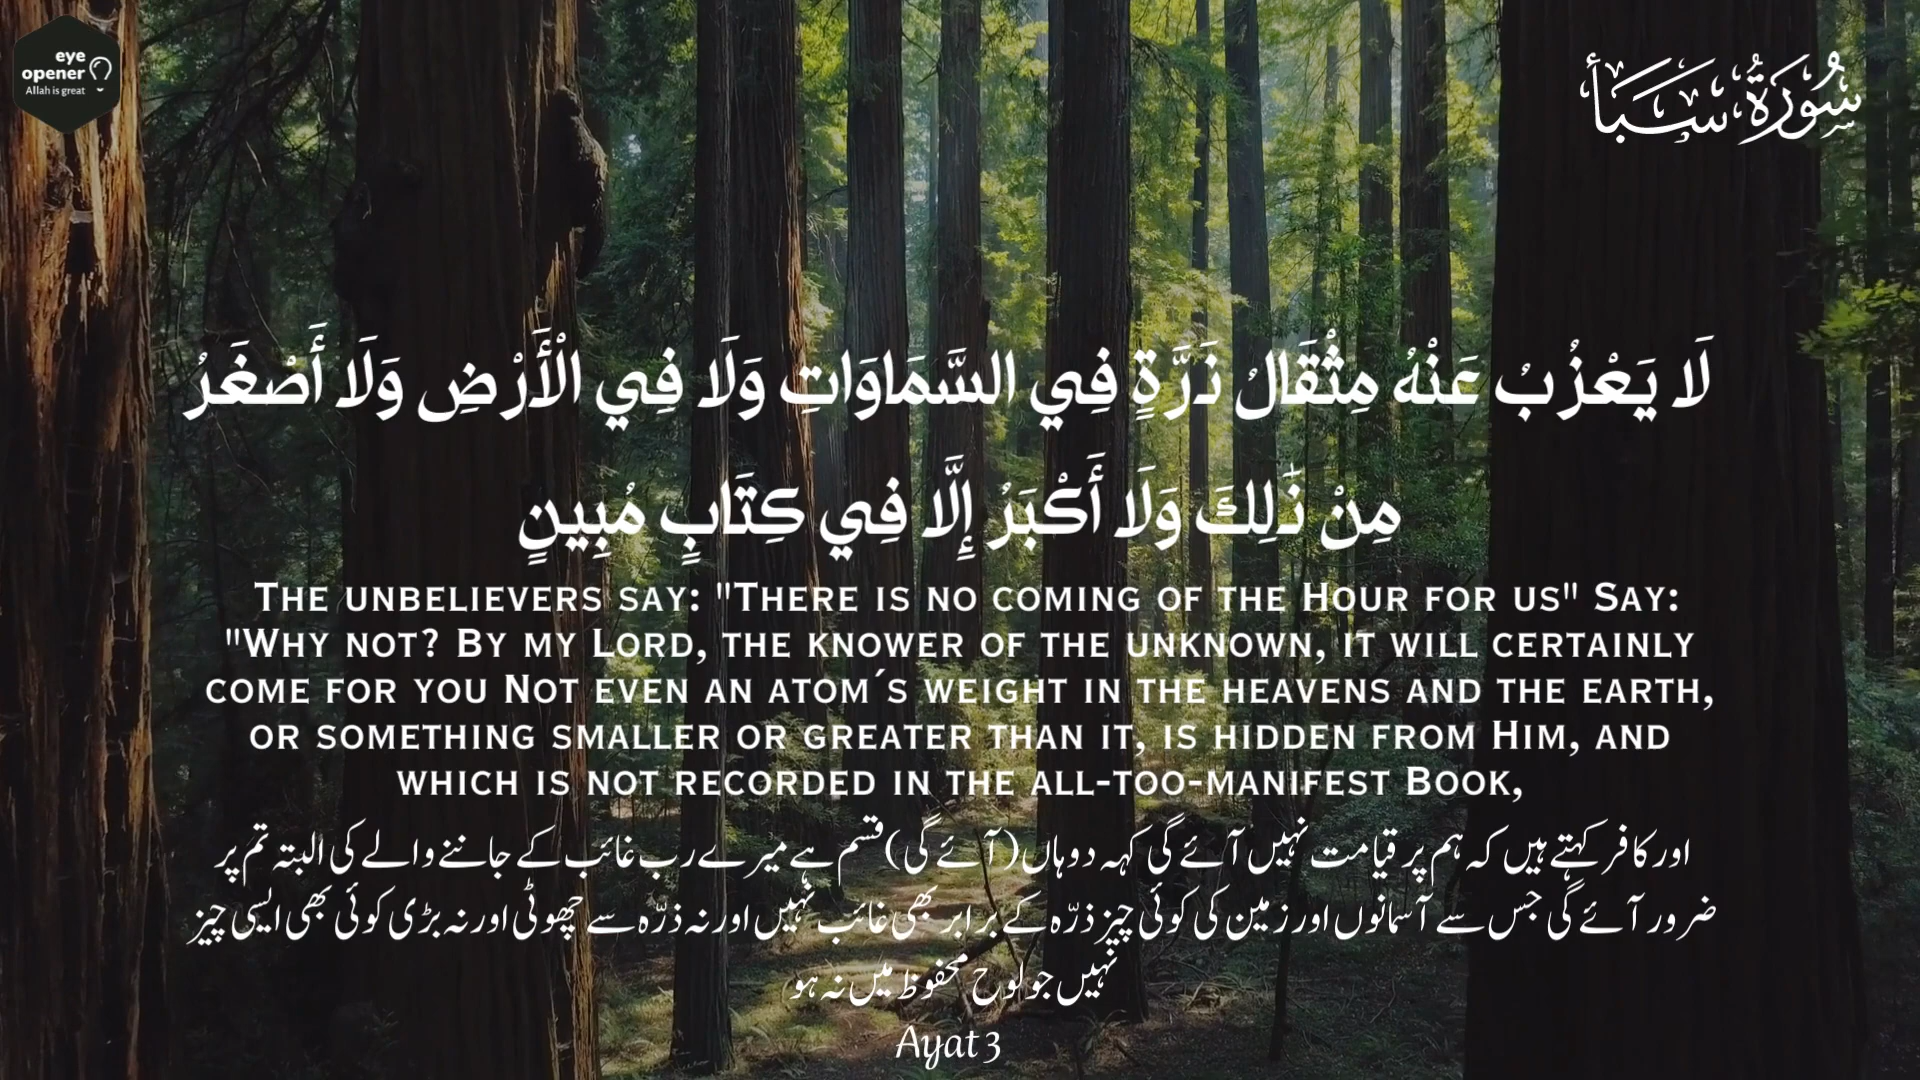 eye
opener
Allah is great
سُورَةُ سَبَأ
لَا يَعْزُبُ عَنْهُ مِثْقَالُ ذَرَّةٍ فِي السَّمَاوَاتِ وَلَا فِي الْأَرْضِ وَلَا أَصْغَرُ
مِنْ ذَٰلِكَ وَلَا أَكْبَرُ إِلَّا فِي كِتَابٍ مُبِينٍ
The unbelievers say: "There is no coming of the Hour for us" Say:
"Why not? By my Lord, the knower of the unknown, it will certainly
come for you Not even an atom´s weight in the heavens and the earth,
or something smaller or greater than it, is hidden from Him, and
which is not recorded in the all-too-manifest Book,
اور کافر کہتے ہیں کہ ہم پر قیامت نہیں آئے گی کہہ دو ہاں (آئے گی) قسم ہے میرے رب غائب کے جاننے والے کی البتہ تم پر
ضرور آئے گی جس سے آسمانوں اور زمین کی کوئی چیز ذرّہ کے برابر بھی غائب نہیں اور نہ ذرّہ سے چھوٹی اور نہ بڑی کوئی بھی ایسی چیز
نہیں جو لوح محفوظ میں نہ ہو
Ayat 3